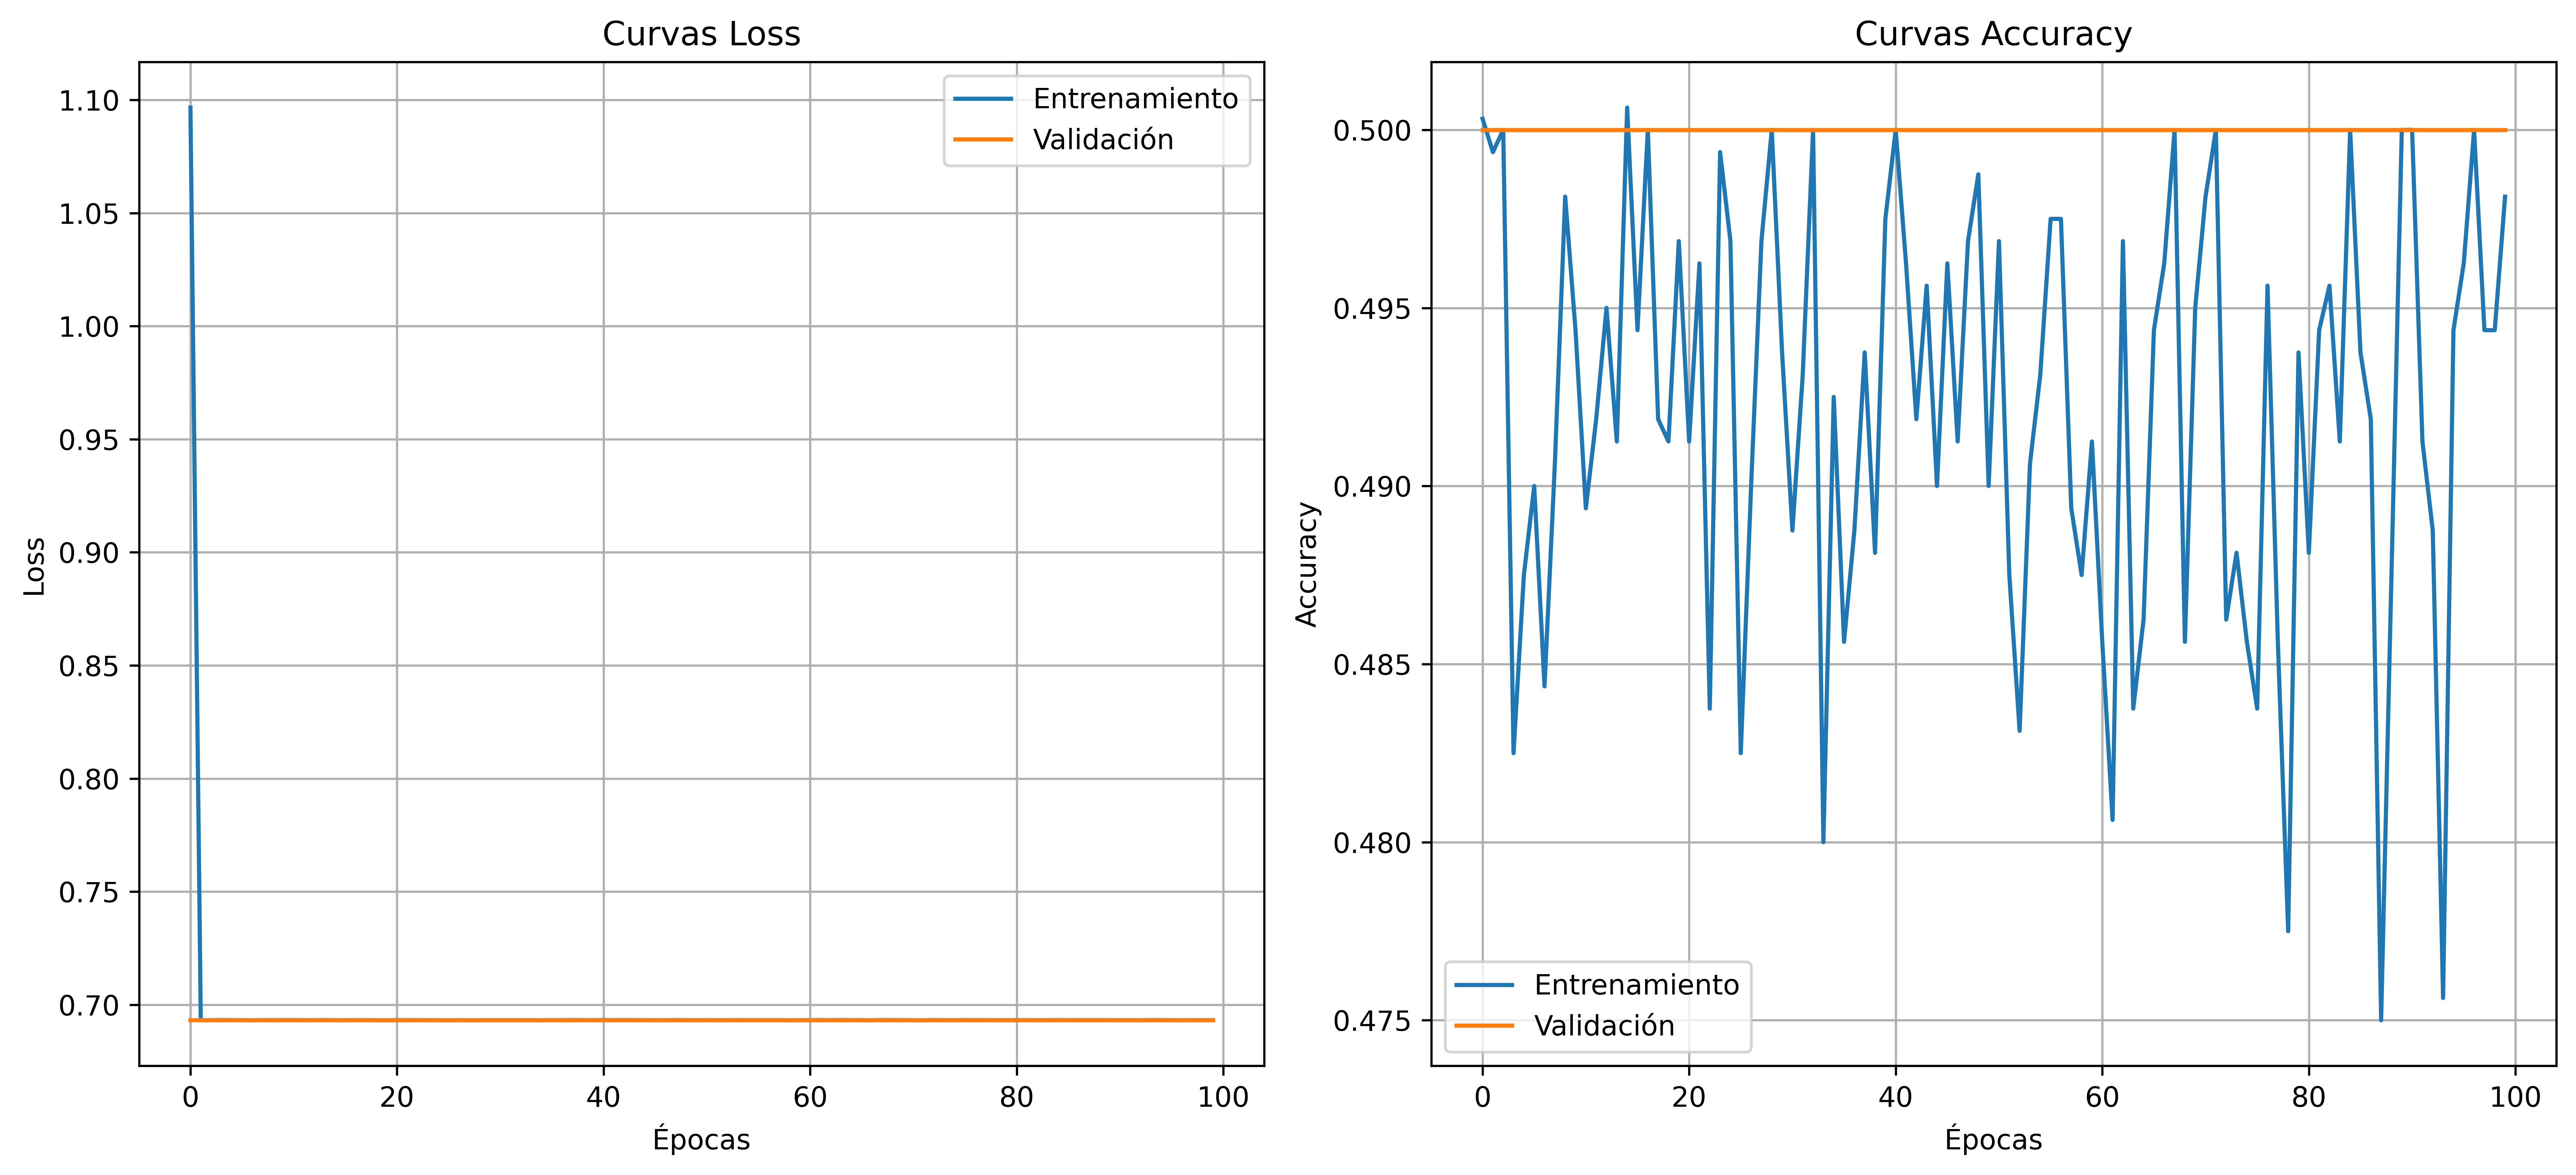 Curvas Loss
1.10
1.05
1.00
0.95
0.90
0.85
0.80
0.75
0.70
Loss
Entrenamiento
Validación
0 20 40 60 80 100
Épocas
Curvas Accuracy
0.500
0.495
0.490
0.485
0.480
0.475
Accuracy
Entrenamiento
Validación
0 20 40 60 80 100
Épocas